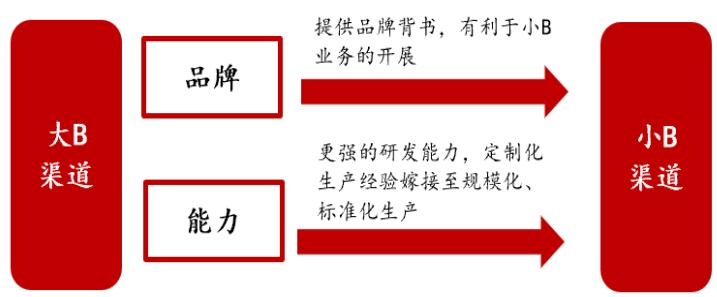 大B
渠道
品牌
提供品牌背书，有利于小B
业务的开展
能力
更强的研发能力，定制化
生产经验嫁接至规模化、
标准化生产
小B
渠道